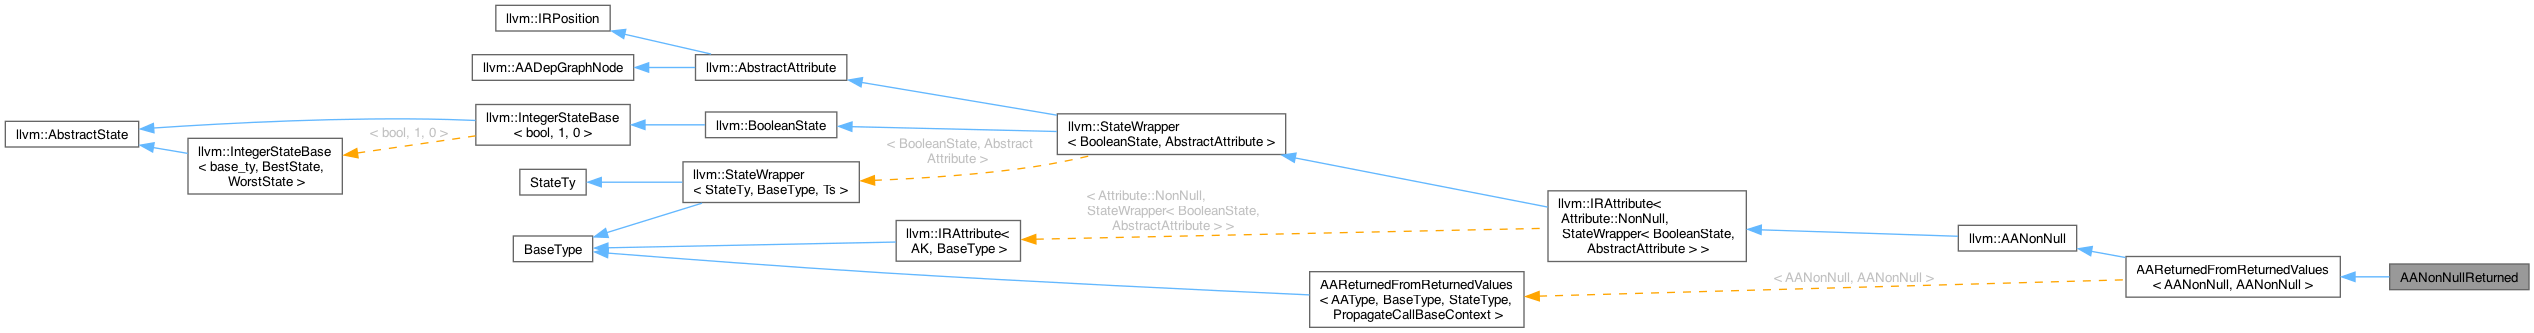 llvm::IRPosition
llvm::AADepGraphNode
llvm::AbstractAttribute
llvm::AbstractState
llvm::IntegerStateBase
< bool, 1, 0 >
< bool, 1, 0 >
llvm::IntegerStateBase
< base_ty, BestState,
WorstState >
llvm::BooleanState
llvm::StateWrapper
< BooleanState, AbstractAttribute >
< BooleanState, Abstract
Attribute >
StateTy
llvm::StateWrapper
< StateTy, BaseType, Ts >
BaseType
llvm::IRAttribute<
AK, BaseType >
< Attribute::NonNull,
StateWrapper< BooleanState,
AbstractAttribute > >
llvm::IRAttribute<
Attribute::NonNull,
StateWrapper< BooleanState,
AbstractAttribute > >
llvm::AANonNull
AAReturnedFromReturnedValues
< AAType, BaseType, StateType,
PropagateCallBaseContext >
< AANonNull, AANonNull >
AAReturnedFromReturnedValues
< AANonNull, AANonNull >
AANonNullReturned